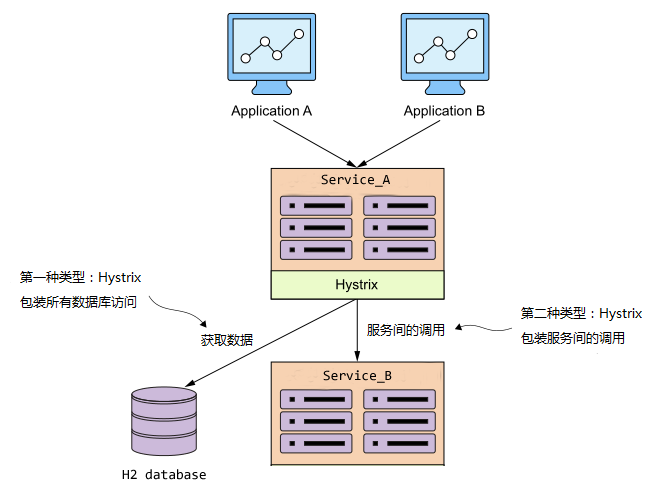 Application A
Application B
Service_A
Hystrix
第一种类型：Hystrix
包装所有数据库访问
获取数据
服务间的调用
第二种类型：Hystrix
包装服务间的调用
Service_B
H2 database